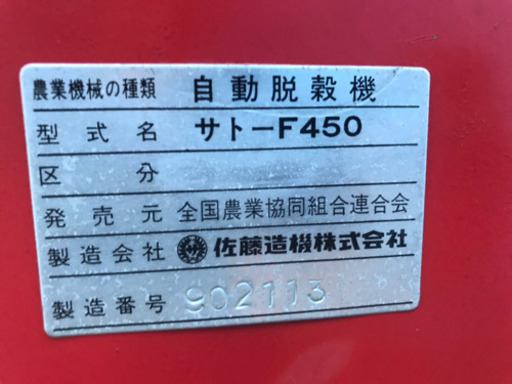 農業機械の種類 自動脱穀機
型式名 サトーF450
区分
発売元 全国農業協同組合連合会
製造会社 佐藤造機株式会社
製造番号 902113